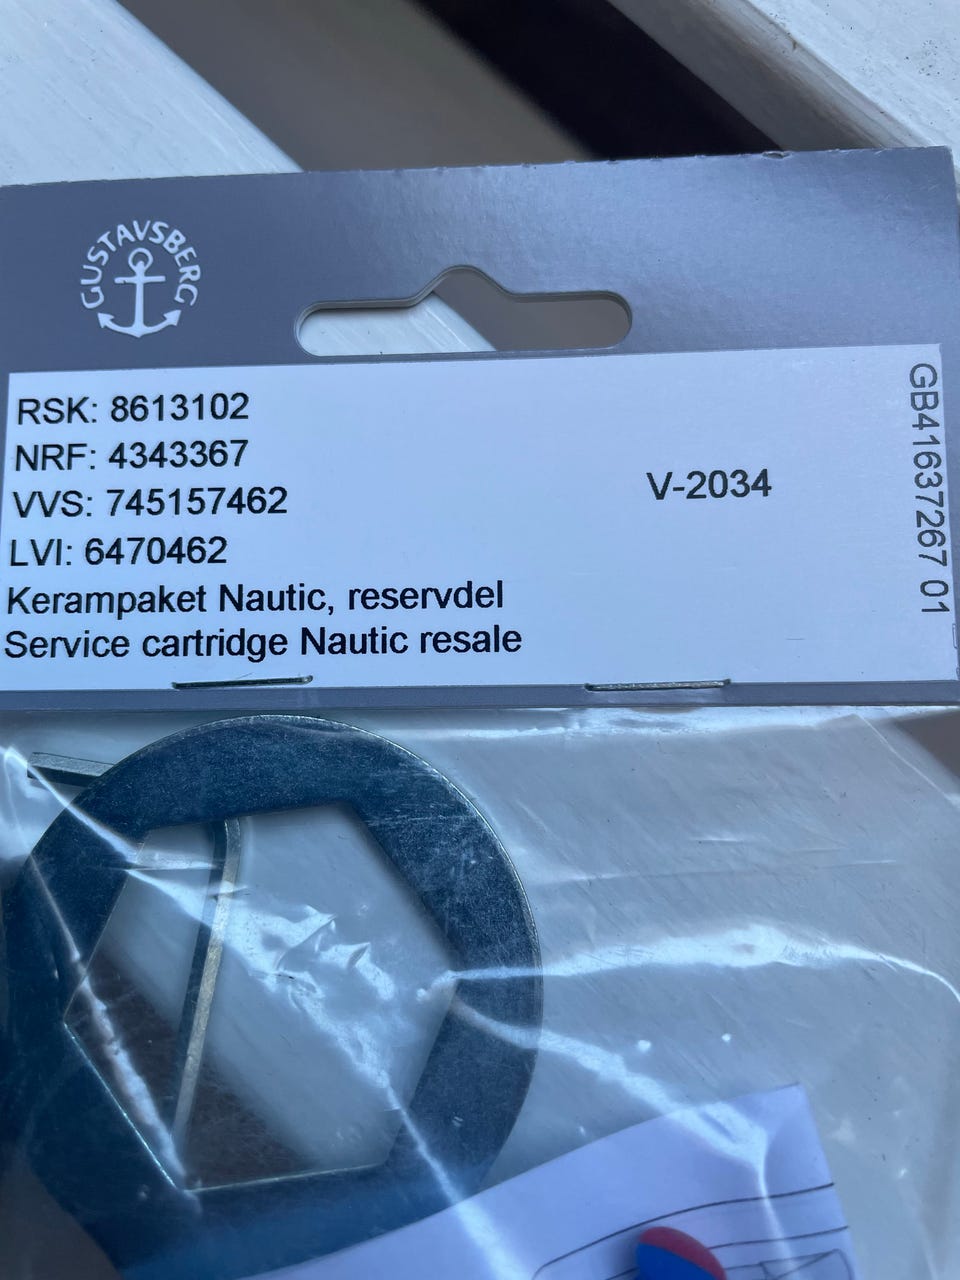 GUSTAVSBERG
RSK: 8613102
NRF: 4343367
VVS: 745157462
LVI: 6470462
Kerampaket Nautic, reservdel
Service cartridge Nautic resale
V-2034
GB41637267 01